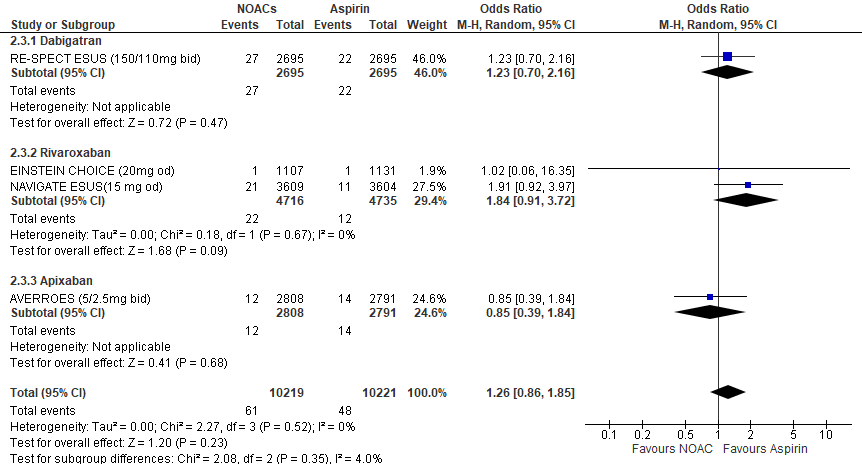 NOACs Aspirin Odds Ratio Odds Ratio
Study or Subgroup Events Total Events Total Weight M-H, Random, 95% CI M-H, Random, 95% CI
2.3.1 Dabigatran
RE-SPECT ESUS (150/110mg bid) 27 2695 22 2695 46.0% 1.23 [0.70, 2.16]
Subtotal (95% CI) 2695 2695 46.0% 1.23 [0.70, 2.16]
Total events 27 22
Heterogeneity: Not applicable
Test for overall effect: Z = 0.72 (P = 0.47)
2.3.2 Rivaroxaban
EINSTEIN CHOICE (20mg od) 1 1107 1 1131 1.9% 1.02 [0.06, 16.35]
NAVIGATE ESUS(15 mg od) 21 3609 11 3604 27.5% 1.91 [0.92, 3.97]
Subtotal (95% CI) 4716 4735 29.4% 1.84 [0.91, 3.72]
Total events 22 12
Heterogeneity: Tau² = 0.00; Chi² = 0.18, df = 1 (P = 0.67); I² = 0%
Test for overall effect: Z = 1.68 (P = 0.09)
2.3.3 Apixaban
AVERROES (5/2.5mg bid) 12 2808 14 2791 24.6% 0.85 [0.39, 1.84]
Subtotal (95% CI) 2808 2791 24.6% 0.85 [0.39, 1.84]
Total events 12 14
Heterogeneity: Not applicable
Test for overall effect: Z = 0.41 (P = 0.68)
Total (95% CI) 10219 10221 100.0% 1.26 [0.86, 1.85]
Total events 61 48
Heterogeneity: Tau² = 0.00; Chi² = 2.27, df = 3 (P = 0.52); I² = 0%
Test for overall effect: Z = 1.20 (P = 0.23)
Test for subgroup differences: Chi² = 2.08, df = 2 (P = 0.35), I² = 4.0%
0.1 0.2 0.5 1 2 5 10
Favours NOAC Favours Aspirin